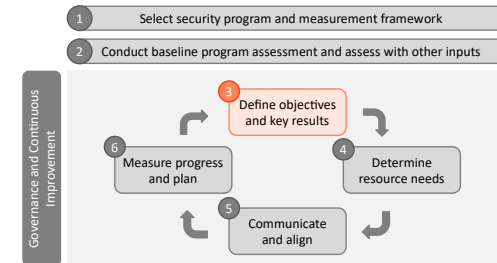 1 Select security program and measurement framework
2 Conduct baseline program assessment and assess with other inputs
Governance and Continuous
Improvement
3 Define objectives
and key results
4 Determine
resource needs
5 Communicate
and align
6 Measure progress
and plan